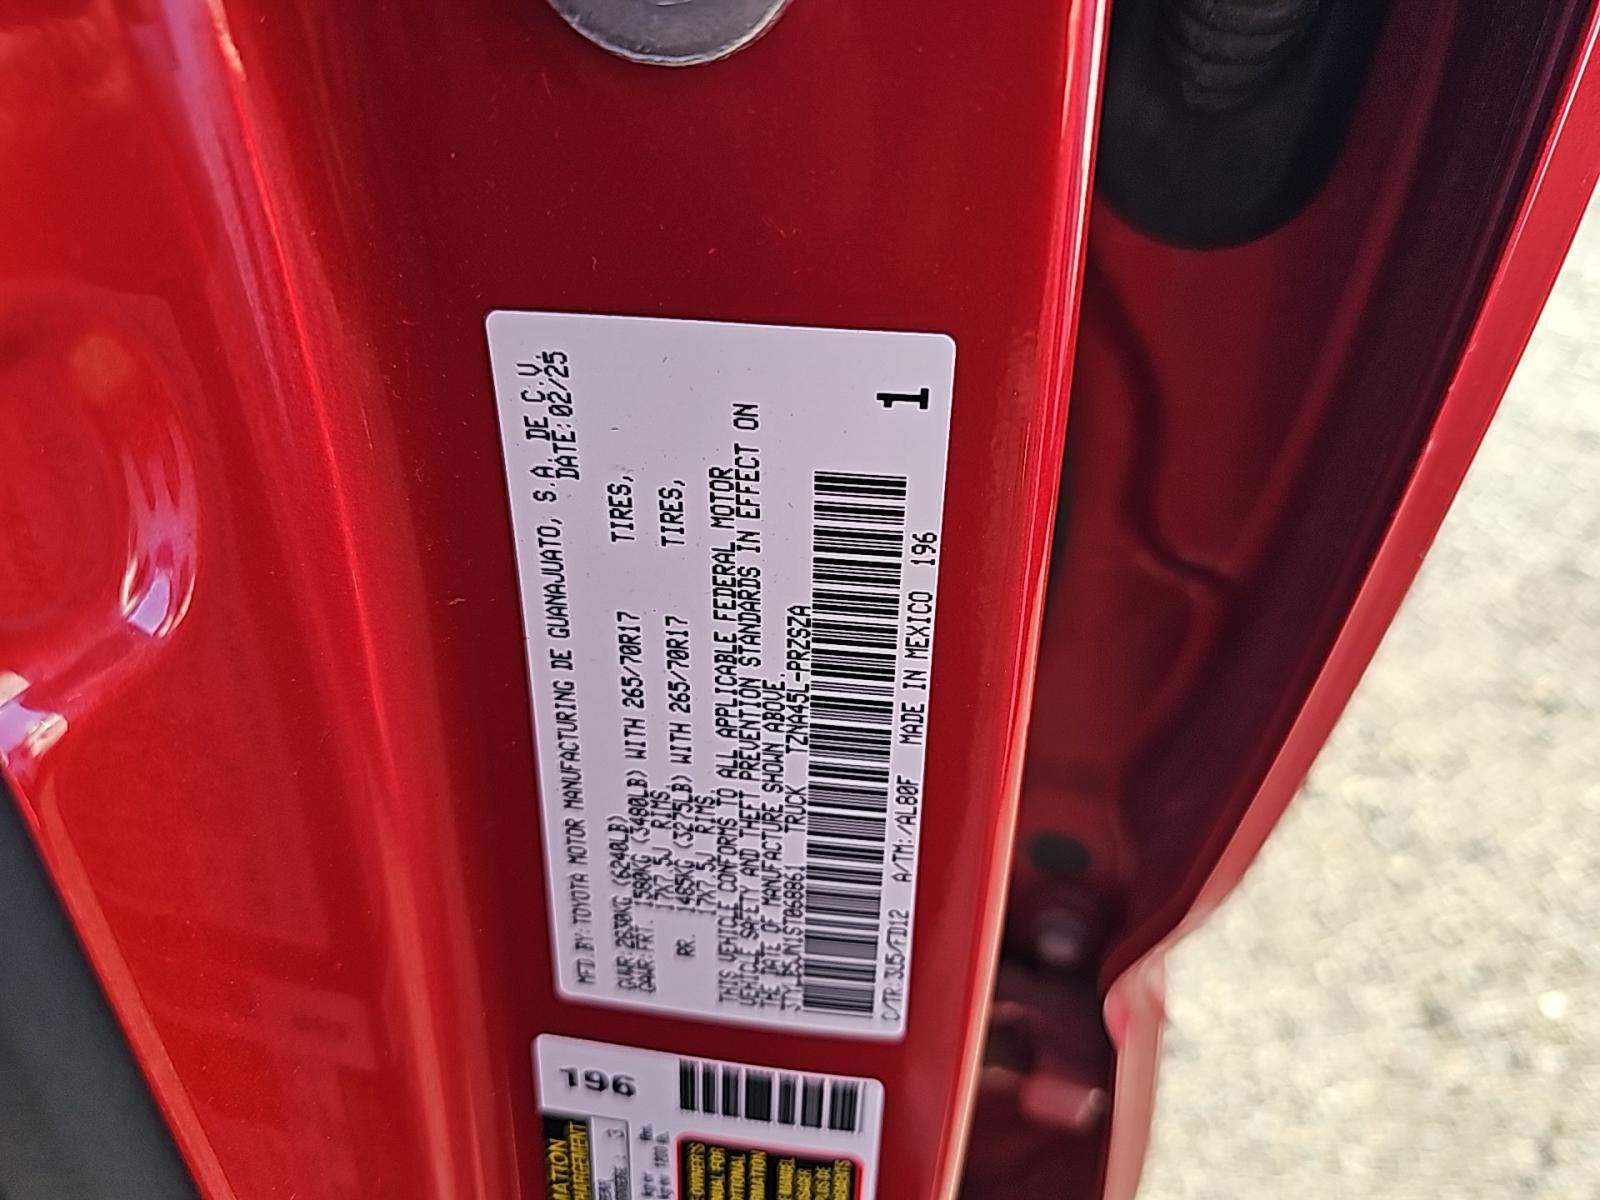 MFD BY: TOYOTA MOTOR MANUFACTURING DE GUANAJUATO, S.A. DE C.V.
DATE: 02/25
GVWR 2830KG (6240LB)
GAWR:FRT. 1580KG (3480LB) WITH 265/70R17 TIRES,
17X7.5J RIMS,
RR. 1485KG (3275LB) WITH 265/70R17 TIRES,
17X7.5J RIMS,
THIS VEHICLE CONFORMS TO ALL APPLICABLE FEDERAL MOTOR
VEHICLE SAFETY AND THEFT PREVENTION STANDARDS IN EFFECT ON
THE DATE OF MANUFACTURE SHOWN ABOVE.
TRUCK TZNA45L-PRZSZA
1
C/TR:3U5/FD12 A/TM:/AL80F MADE IN MEXICO 196
196